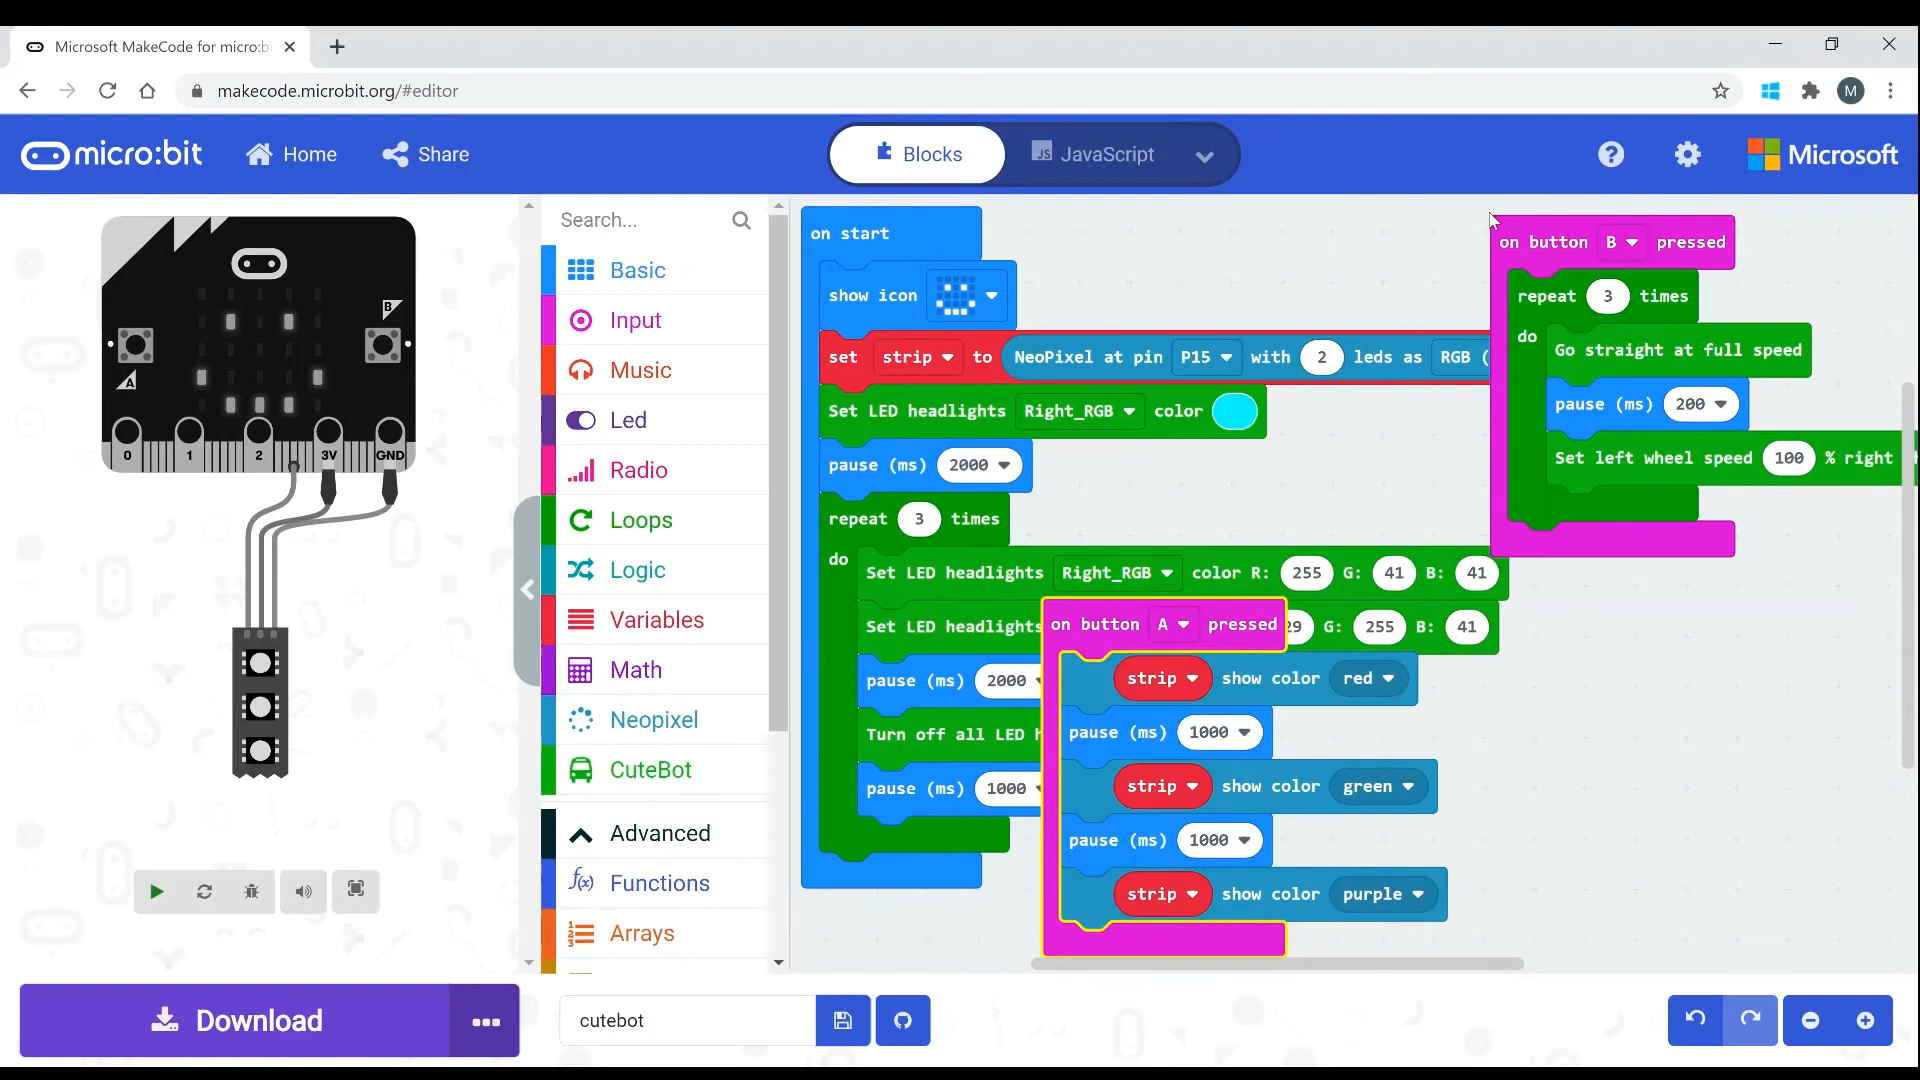 Microsoft MakeCode for micro:bi
makecode.microbit.org/#editor
M
micro:bit
Home
Share
Blocks
JS JavaScript
?
Microsoft
B
A
0 1 2 3V GND
Search...
Basic
Input
Music
Led
Radio
Loops
Logic
Variables
Math
Neopixel
CuteBot
Advanced
f(x) Functions
Arrays
on start
show icon
set strip to NeoPixel at pin P15 with 2 leds as RGB (
Set LED headlights Right_RGB color
pause (ms) 2000
repeat 3 times
do
Set LED headlights Right_RGB color R: 255 G: 41 B: 41
Set LED headlights 29 G: 255 B: 41
pause (ms) 2000
Turn off all LED
pause (ms) 1000
on button A pressed
strip show color red
pause (ms) 1000
strip show color green
pause (ms) 1000
strip show color purple
on button B pressed
repeat 3 times
do
Go straight at full speed
pause (ms) 200
Set left wheel speed 100 % right
Download
cutebot